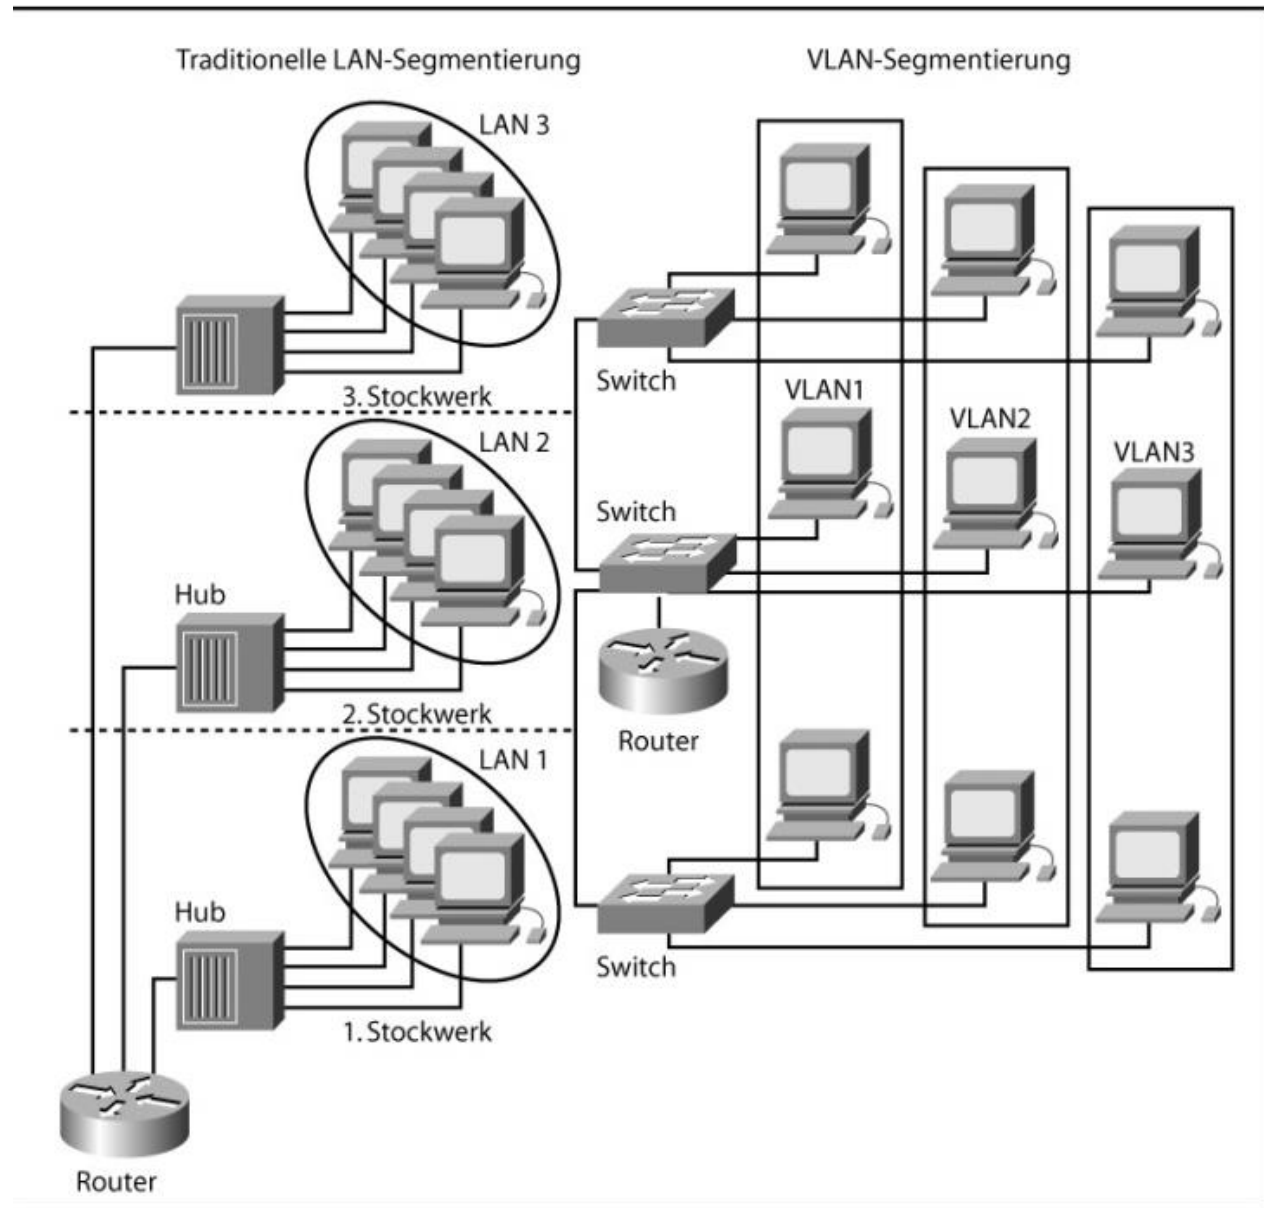 Traditionelle LAN-Segmentierung
LAN 3
3. Stockwerk
LAN 2
Hub
2. Stockwerk
LAN 1
Hub
1. Stockwerk
Router
VLAN-Segmentierung
Switch
VLAN1
VLAN2
VLAN3
Switch
Router
Switch